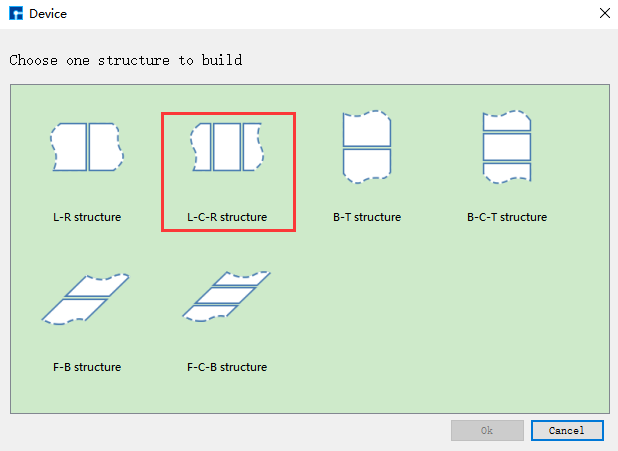 Device
Choose one structure to build
L-R structure
L-C-R structure
B-T structure
B-C-T structure
F-B structure
F-C-B structure
Ok
Cancel